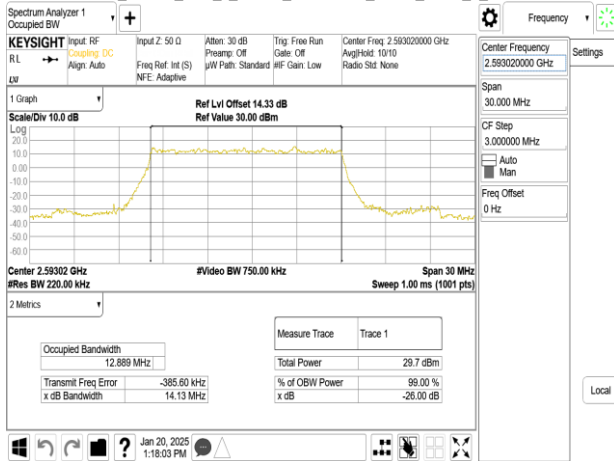 Spectrum Analyzer 1
Occupied BW
KEYSIGHT
RL
LXI
Input: RF
Coupling: DC
Align: Auto
Input Z: 50 Ω
Freq Ref: Int (S)
NFE: Adaptive
Atten: 30 dB
Preamp: Off
µW Path: Standard
Trig: Free Run
Gate: Off
#IF Gain: Low
Center Freq: 2.593020000 GHz
Avg|Hold: 10/10
Radio Std: None
1 Graph
Scale/Div 10.0 dB
Ref Lvl Offset 14.33 dB
Ref Value 30.00 dBm
Log
20.0
10.0
0.00
-10.0
-20.0
-30.0
-40.0
-50.0
-60.0
Center 2.59302 GHz
#Res BW 220.00 kHz
#Video BW 750.00 kHz
Span 30 MHz
Sweep 1.00 ms (1001 pts)
2 Metrics
Occupied Bandwidth
12.889 MHz
Transmit Freq Error -385.60 kHz
x dB Bandwidth 14.13 MHz
Measure Trace Trace 1
Total Power 29.7 dBm
% of OBW Power 99.00 %
x dB -26.00 dB
Jan 20, 2025
1:18:03 PM
Frequency
Center Frequency
2.593020000 GHz
Span
30.000 MHz
CF Step
3.000000 MHz
Auto
Man
Freq Offset
0 Hz
Settings
Local